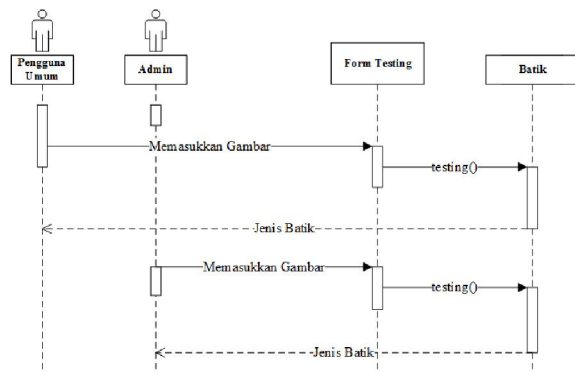 Pengguna
Umum
Admin
Form Testing
Batik
Memasukkan Gambar
testing()
Jenis Batik
Memasukkan Gambar
testing()
Jenis Batik